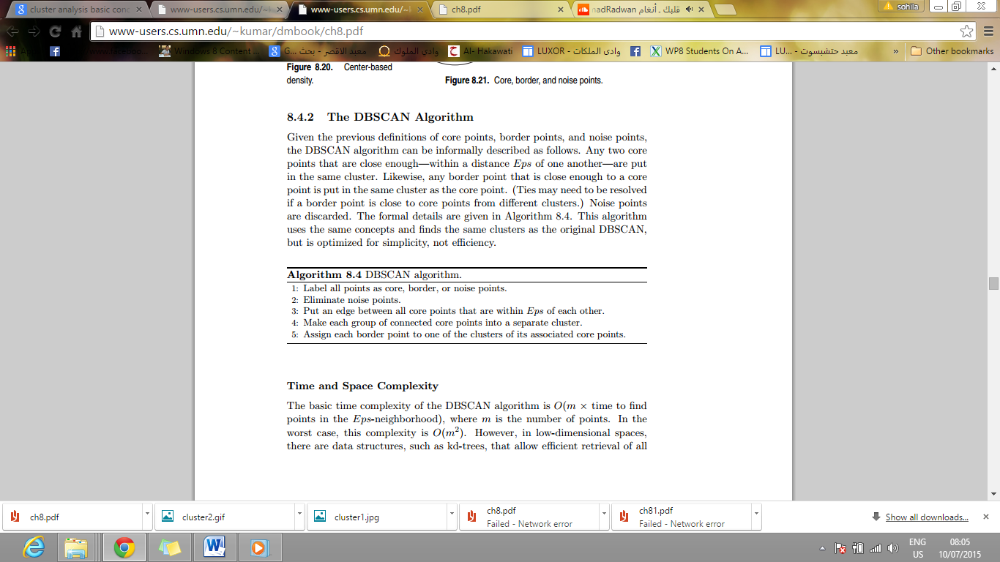 cluster analysis basic conc
www-users.cs.umn.edu/~k
www-users.cs.umn.edu/~k
ch8.pdf
قلبك - أنغام nadRadwan
sohila
www-users.cs.umn.edu/~kumar/dmbook/ch8.pdf
Windows 8 Content ...
G... معبد الاقصر - بحث
وادي الملوك
Al- Hakawati
LUXOR - وادى الملكات
WP8 Students On A...
LU... - معبد حتشبسوت
»
Other bookmarks
Figure 8.20. Center-based
density.
Figure 8.21. Core, border, and noise points.
8.4.2 The DBSCAN Algorithm
Given the previous definitions of core points, border points, and noise points,
the DBSCAN algorithm can be informally described as follows. Any two core
points that are close enough—within a distance Eps of one another—are put
in the same cluster. Likewise, any border point that is close enough to a core
point is put in the same cluster as the core point. (Ties may need to be resolved
if a border point is close to core points from different clusters.) Noise points
are discarded. The formal details are given in Algorithm 8.4. This algorithm
uses the same concepts and finds the same clusters as the original DBSCAN,
but is optimized for simplicity, not efficiency.
Algorithm 8.4 DBSCAN algorithm.
1: Label all points as core, border, or noise points.
2: Eliminate noise points.
3: Put an edge between all core points that are within Eps of each other.
4: Make each group of connected core points into a separate cluster.
5: Assign each border point to one of the clusters of its associated core points.
Time and Space Complexity
The basic time complexity of the DBSCAN algorithm is O(m × time to find
points in the Eps-neighborhood), where m is the number of points. In the
worst case, this complexity is O(m²). However, in low-dimensional spaces,
there are data structures, such as kd-trees, that allow efficient retrieval of all
ch8.pdf
cluster2.gif
cluster1.jpg
ch8.pdf
Failed - Network error
ch81.pdf
Failed - Network error
Show all downloads...
ENG
US
08:05
10/07/2015